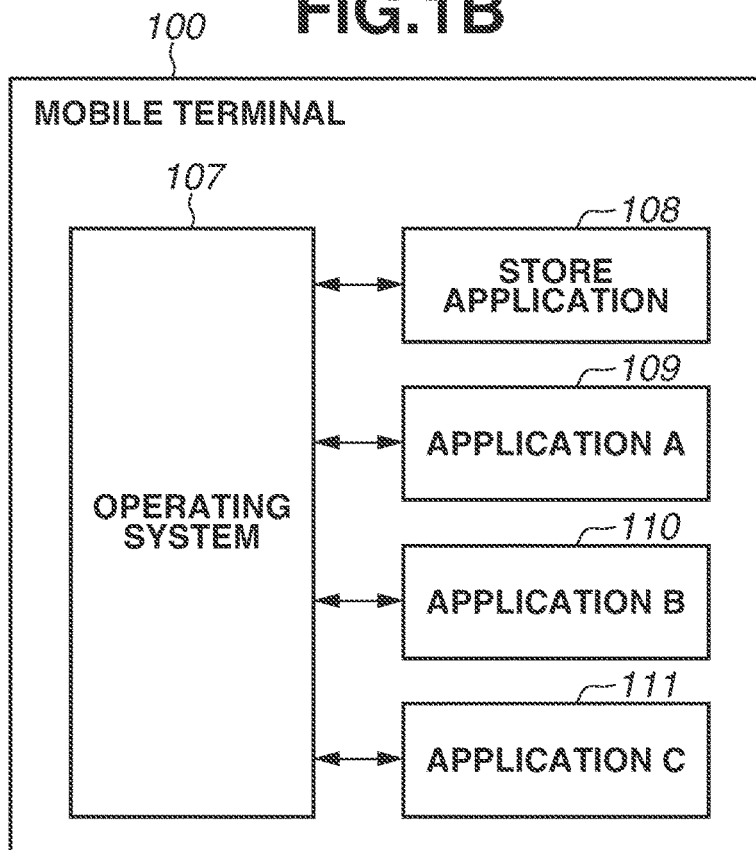 FIG.1B
100
MOBILE TERMINAL
107
108
STORE
APPLICATION
109
APPLICATION A
OPERATING
SYSTEM
110
APPLICATION B
111
APPLICATION C